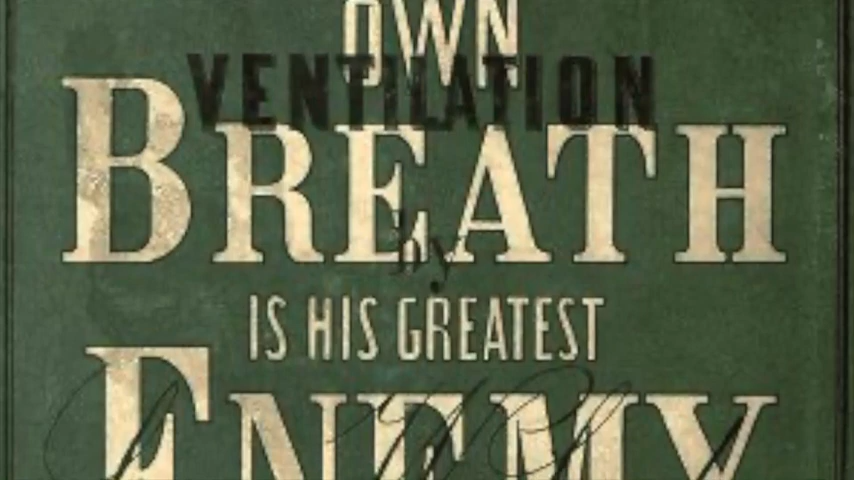 OWN
VENTILATION
BREATH
by
IS HIS GREATEST
ENEMY